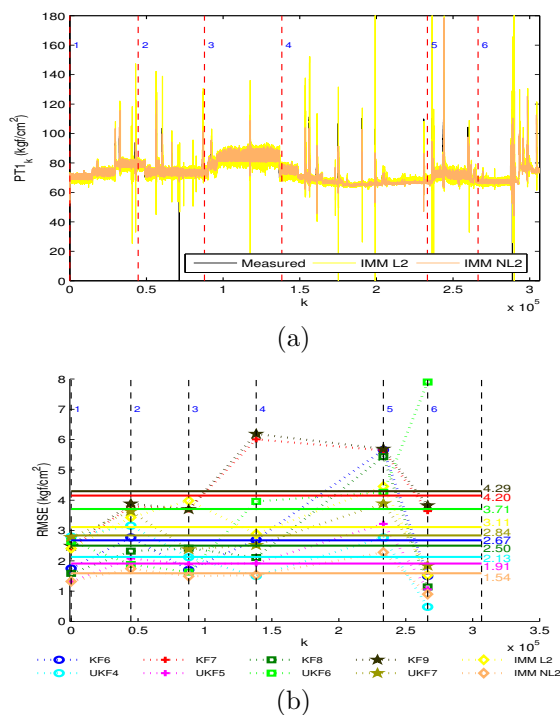 180
160
140
120
100
80
60
40
20
0
PT1k (kgf/cm²)
1 2 3 4 5 6
Measured IMM L2 IMM NL2
0 0.5 1 1.5 2 2.5 3
k
x 10⁵
(a)
8
7
6
5
4
3
2
1
0
RMSE (kgf/cm²)
1 2 3 4 5 6
4.29
4.20
3.71
3.11
2.84
2.67
2.50
2.13
1.91
1.54
0 0.5 1 1.5 2 2.5 3 3.5
k
x 10⁵
KF6 KF7 KF8 KF9 IMM L2
UKF4 UKF5 UKF6 UKF7 IMM NL2
(b)